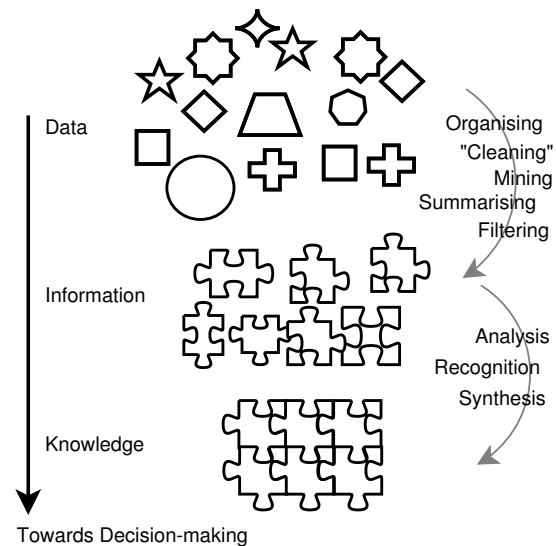 Data
Organising
"Cleaning"
Mining
Summarising
Filtering
Information
Analysis
Recognition
Synthesis
Knowledge
Towards Decision-making